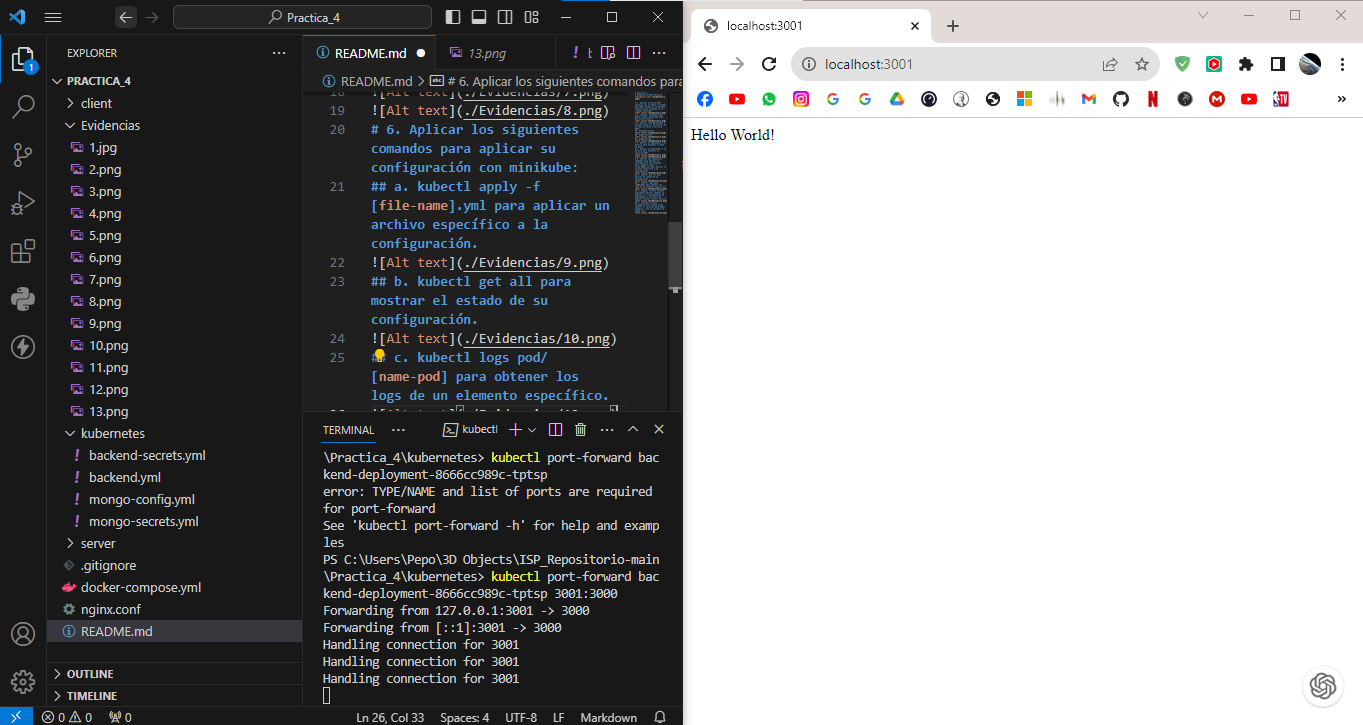 Practica_4
EXPLORER
PRACTICA_4
client
Evidencias
1.jpg
2.png
3.png
4.png
5.png
6.png
7.png
8.png
9.png
10.png
11.png
12.png
13.png
kubernetes
backend-secrets.yml
backend.yml
mongo-config.yml
mongo-secrets.yml
server
.gitignore
docker-compose.yml
nginx.conf
README.md
OUTLINE
TIMELINE
1
README.md
13.png
README.md > # 6. Aplicar los siguientes comandos para
18 ![Alt text](./Evidencias/7.png)
19 ![Alt text](./Evidencias/8.png)
20 # 6. Aplicar los siguientes
comandos para aplicar su
configuración con minikube:
21 ## a. kubectl apply -f
[file-name].yml para aplicar un
archivo específico a la
configuración.
22 ![Alt text](./Evidencias/9.png)
23 ## b. kubectl get all para
mostrar el estado de su
configuración.
24 ![Alt text](./Evidencias/10.png)
25 ## c. kubectl logs pod/
[name-pod] para obtener los
logs de un elemento específico.
TERMINAL
kubectl
\Practica_4\kubernetes> kubectl port-forward bac
kend-deployment-8666cc989c-tptsp
error: TYPE/NAME and list of ports are required
for port-forward
See 'kubectl port-forward -h' for help and examp
les
PS C:\Users\Pepo\3D Objects\ISP_Repositorio-main
\Practica_4\kubernetes> kubectl port-forward bac
kend-deployment-8666cc989c-tptsp 3001:3000
Forwarding from 127.0.0.1:3001 -> 3000
Forwarding from [::1]:3001 -> 3000
Handling connection for 3001
Handling connection for 3001
Handling connection for 3001
0 0 0
Ln 26, Col 33 Spaces: 4 UTF-8 LF Markdown
localhost:3001
localhost:3001
Hello World!